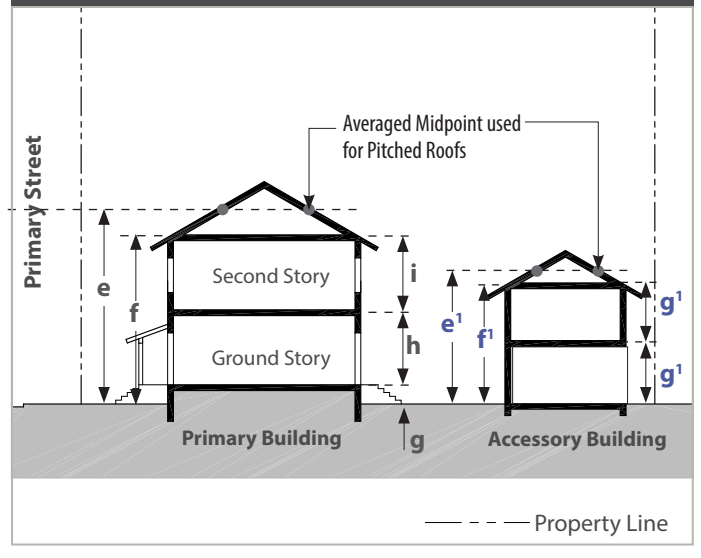 Primary Street
Averaged Midpoint used
for Pitched Roofs
e
f
Second Story
i
Ground Story
h
g
Primary Building
e¹
f¹
g¹
g¹
Accessory Building
Property Line